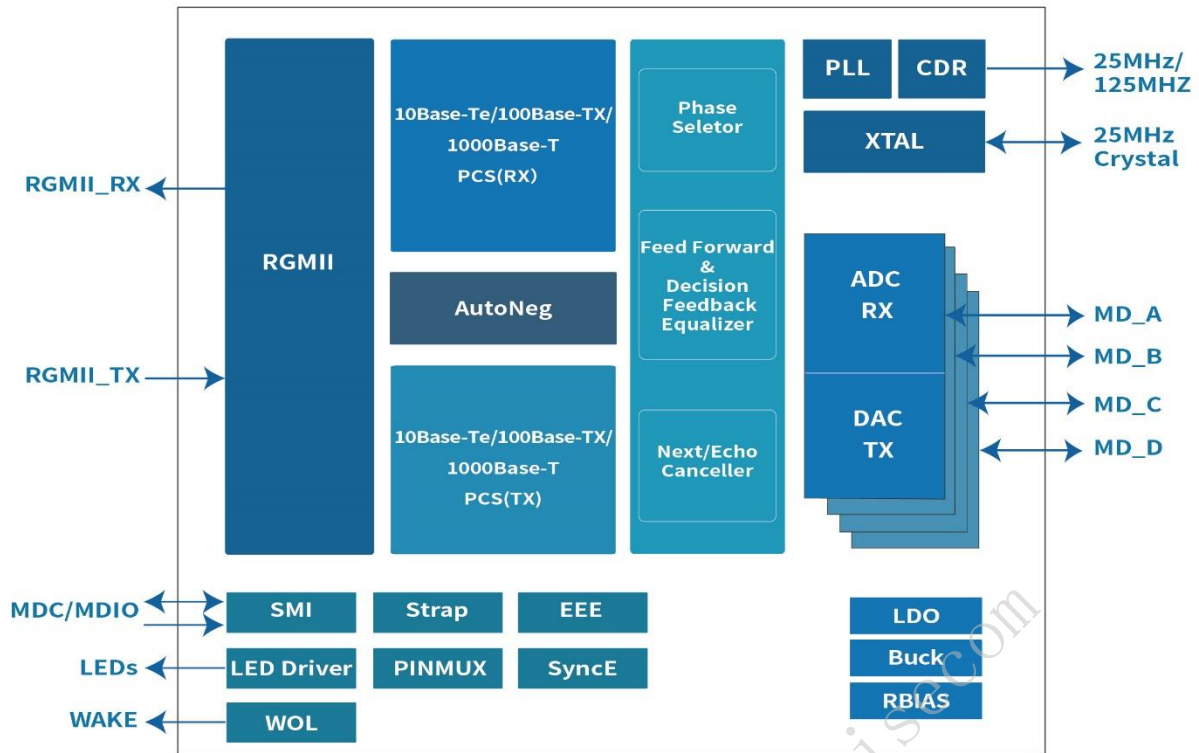 RGMII_RX
RGMII_TX
MDC/MDIO
LEDs
WAKE
RGMII
10Base-Te/100Base-TX/
1000Base-T
PCS(RX)
AutoNeg
10Base-Te/100Base-TX/
1000Base-T
PCS(TX)
Phase
Seletor
Feed Forward
&
Decision
Feedback
Equalizer
Next/Echo
Canceller
PLL
CDR
XTAL
25MHz/
125MHZ
25MHz
Crystal
ADC
RX
DAC
TX
MD_A
MD_B
MD_C
MD_D
SMI
Strap
EEE
LED Driver
PINMUX
SyncE
WOL
LDO
Buck
RBIAS